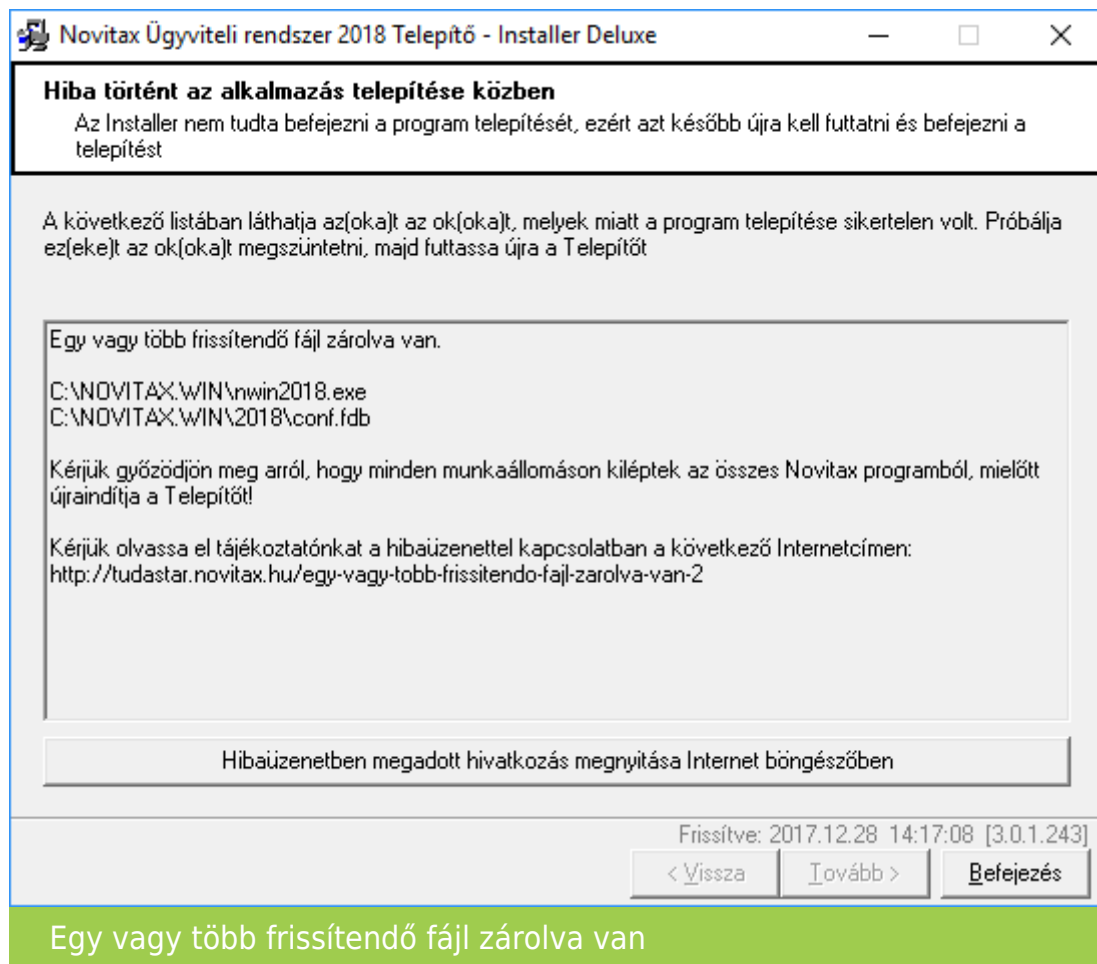 Novitax Ügyviteli rendszer 2018 Telepítő - Installer Deluxe
Hiba történt az alkalmazás telepítése közben
Az Installer nem tudta befejezni a program telepítését, ezért azt később újra kell futtatni és befejezni a
telepítést
A következő listában láthatja az(oka)t az ok(oka)t, melyek miatt a program telepítése sikertelen volt. Próbálja
ez(eke)t az ok(oka)t megszüntetni, majd futtassa újra a Telepítőt
Egy vagy több frissítendő fájl zárolva van.
C:\NOVITAX.WIN\nwin2018.exe
C:\NOVITAX.WIN\2018\conf.fdb
Kérjük győzödjön meg arról, hogy minden munkaállomáson kiléptek az összes Novitax programból, mielőtt
újraindítja a Telepítőt!
Kérjük olvassa el tájékoztatónkat a hibaüzenettel kapcsolatban a következő Internetcímen:
http://tudastar.novitax.hu/egy-vagy-tobb-frissitendo-fajl-zarolva-van-2
Hibaüzenetben megadott hivatkozás megnyitása Internet böngészőben
Frissítve: 2017.12.28 14:17:08 [3.0.1.243]
< Vissza
Tovább >
Befejezés
Egy vagy több frissítendő fájl zárolva van